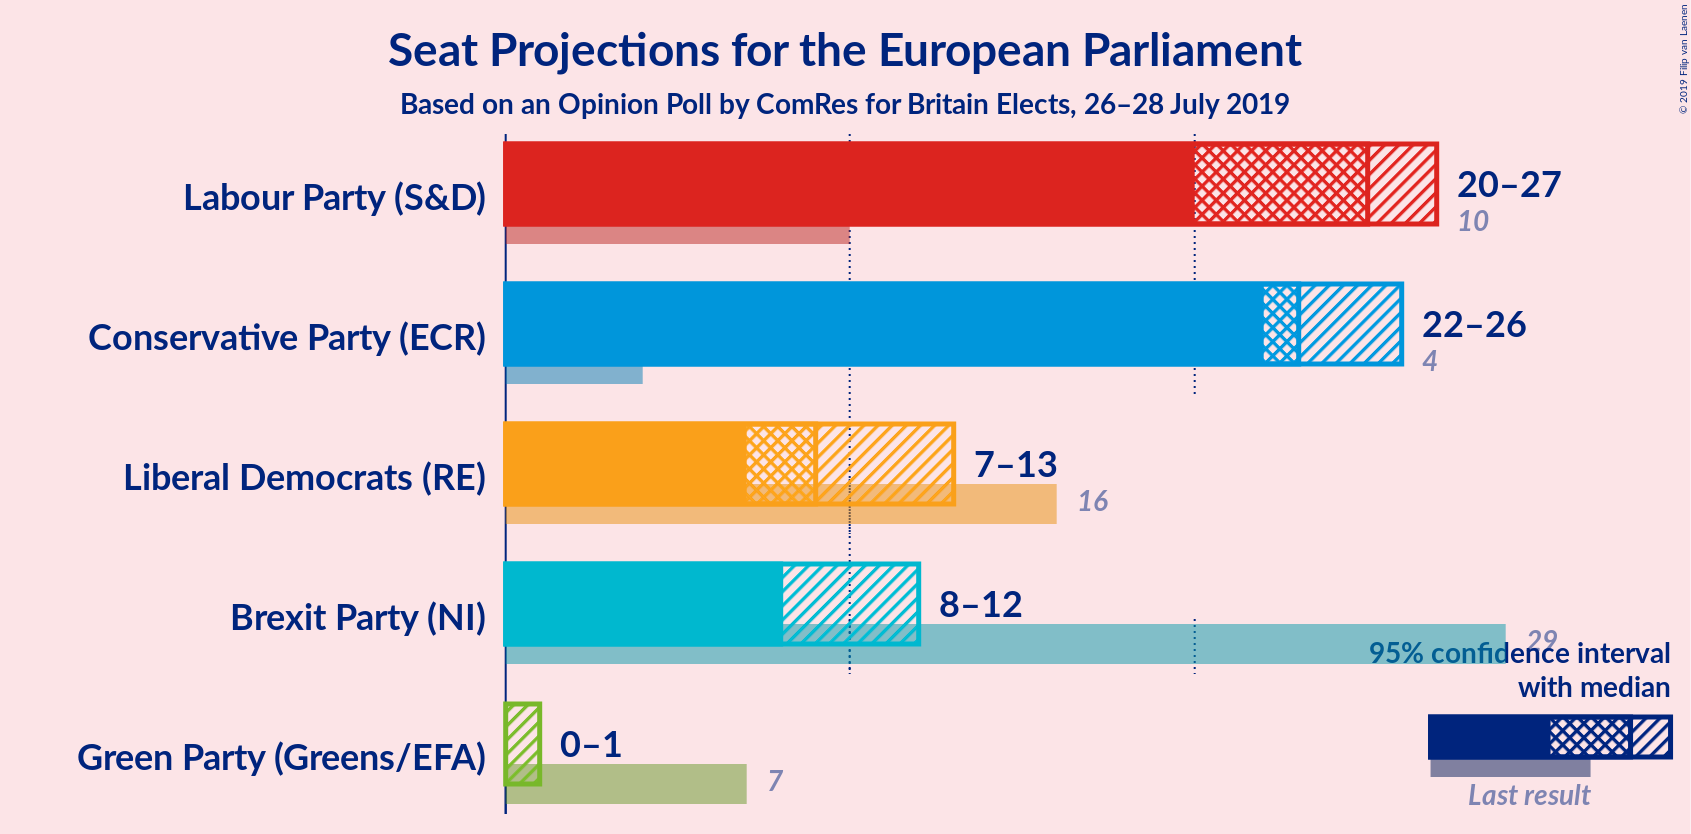 Seat Projections for the European Parliament
Based on an Opinion Poll by ComRes for Britain Elects, 26–28 July 2019
© 2019 Filip van Laenen
Labour Party (S&D)
20–27
10
Conservative Party (ECR)
22–26
4
Liberal Democrats (RE)
7–13
16
Brexit Party (NI)
8–12
29
Green Party (Greens/EFA)
0–1
7
95% confidence interval
with median
Last result